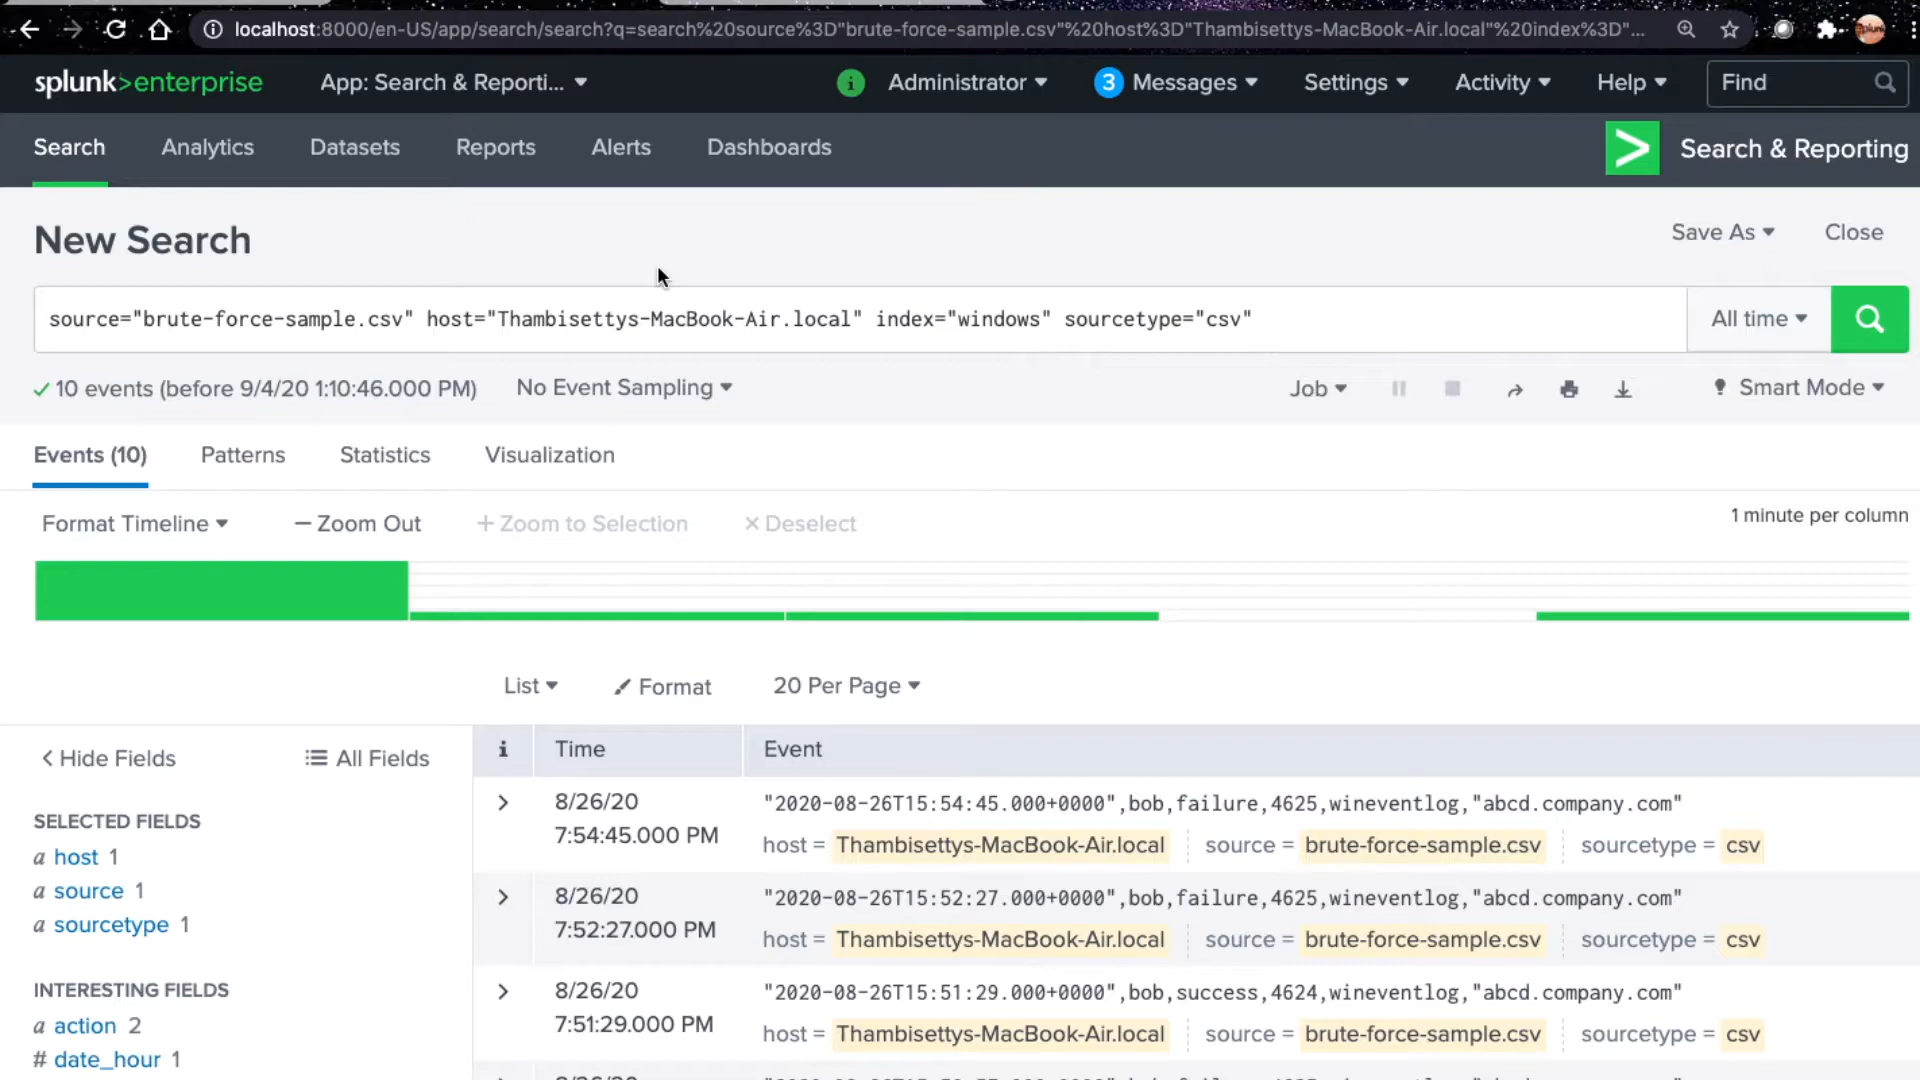 localhost:8000/en-US/app/search/search?q=search%20source%3D"brute-force-sample.csv"%20host%3D"Thambisettys-MacBook-Air.local"%20index%3D"...
splunk>enterprise App: Search & Reporti... i Administrator 3 Messages Settings Activity Help Find
Search Analytics Datasets Reports Alerts Dashboards > Search & Reporting
New Search Save As Close
source="brute-force-sample.csv" host="Thambisettys-MacBook-Air.local" index="windows" sourcetype="csv" All time
10 events (before 9/4/20 1:10:46.000 PM) No Event Sampling Job Smart Mode
Events (10) Patterns Statistics Visualization
Format Timeline — Zoom Out + Zoom to Selection × Deselect 1 minute per column
List Format 20 Per Page
< Hide Fields All Fields i Time Event
SELECTED FIELDS
a host 1
a source 1
a sourcetype 1
INTERESTING FIELDS
a action 2
# date_hour 1
> 8/26/20 "2020-08-26T15:54:45.000+0000",bob,failure,4625,wineventlog,"abcd.company.com"
7:54:45.000 PM host = Thambisettys-MacBook-Air.local source = brute-force-sample.csv sourcetype = csv
> 8/26/20 "2020-08-26T15:52:27.000+0000",bob,failure,4625,wineventlog,"abcd.company.com"
7:52:27.000 PM host = Thambisettys-MacBook-Air.local source = brute-force-sample.csv sourcetype = csv
> 8/26/20 "2020-08-26T15:51:29.000+0000",bob,success,4624,wineventlog,"abcd.company.com"
7:51:29.000 PM host = Thambisettys-MacBook-Air.local source = brute-force-sample.csv sourcetype = csv